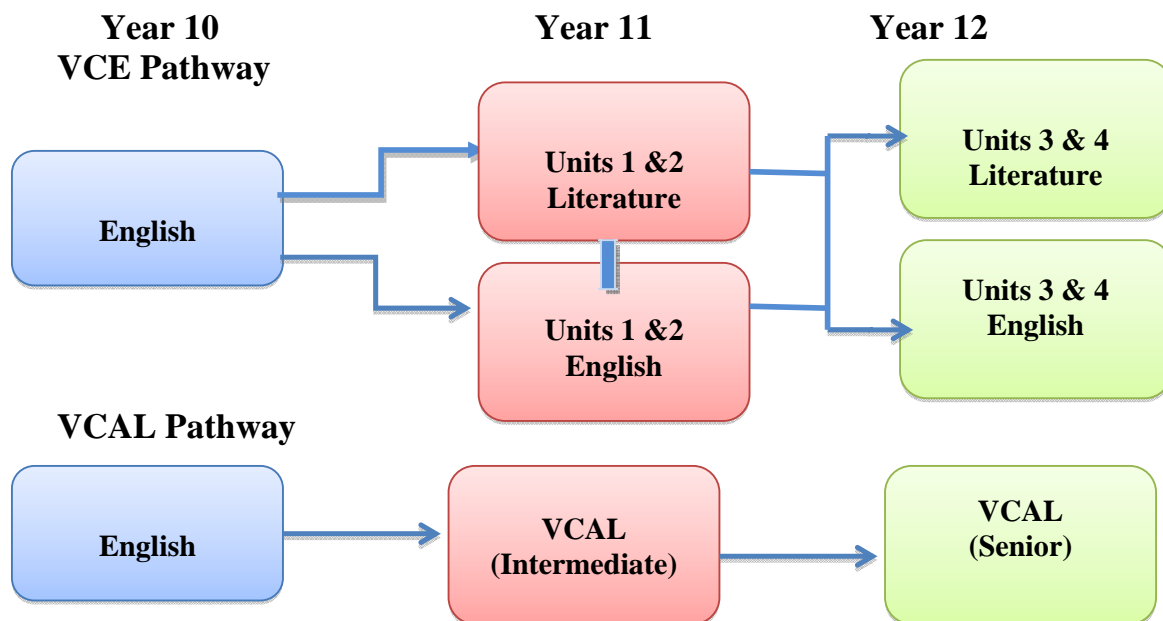 Year 10
Year 11
Year 12
VCE Pathway
English
Units 1 &2
Literature
Units 1 &2
English
Units 3 & 4
Literature
Units 3 & 4
English
VCAL Pathway
English
VCAL
(Intermediate)
VCAL
(Senior)